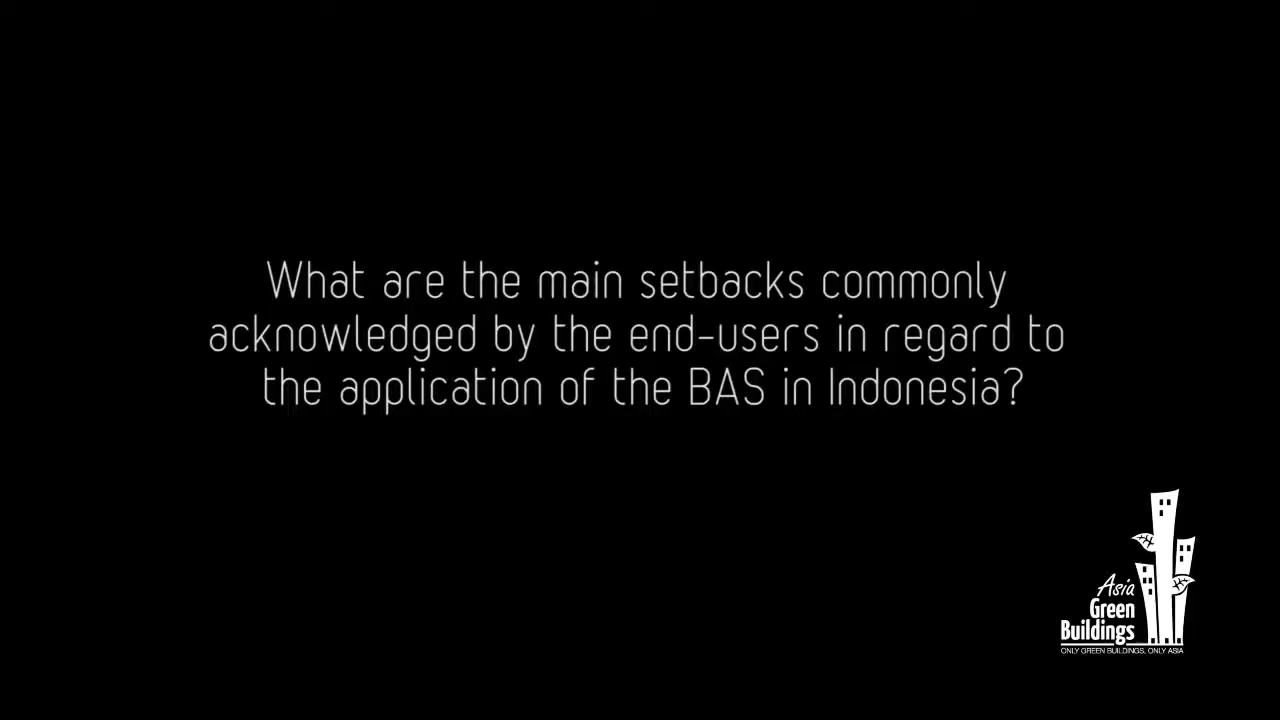 What are the main setbacks commonly
acknowledged by the end-users in regard to
the application of the BAS in Indonesia?
Asia
Green
Buildings
ONLY GREEN BUILDINGS, ONLY ASIA